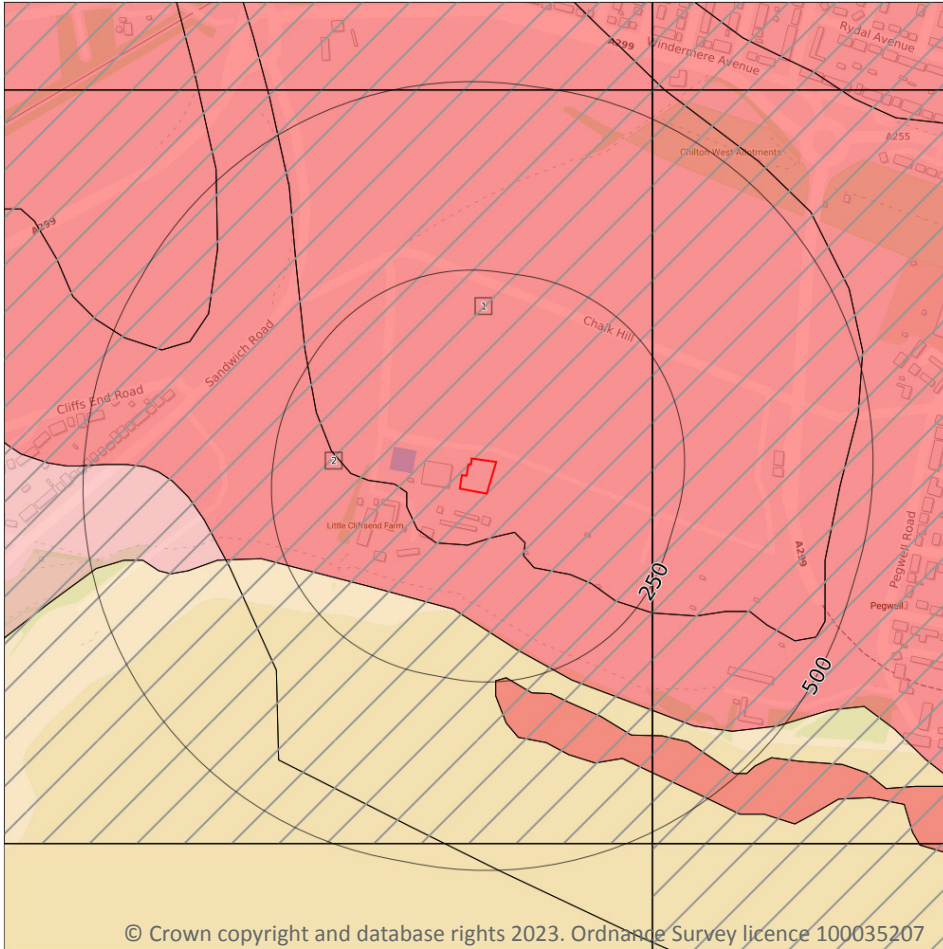 Rydal Avenue
A299
Windermere Avenue
A255
Chilton West Allotments
A299
1
Chalk Hill
Sandwich Road
Cliffs End Road
2
Little Cliffsend Farm
A299
Pegwell Road
250
Pegwell
500
© Crown copyright and database rights 2023. Ordnance Survey licence 100035207